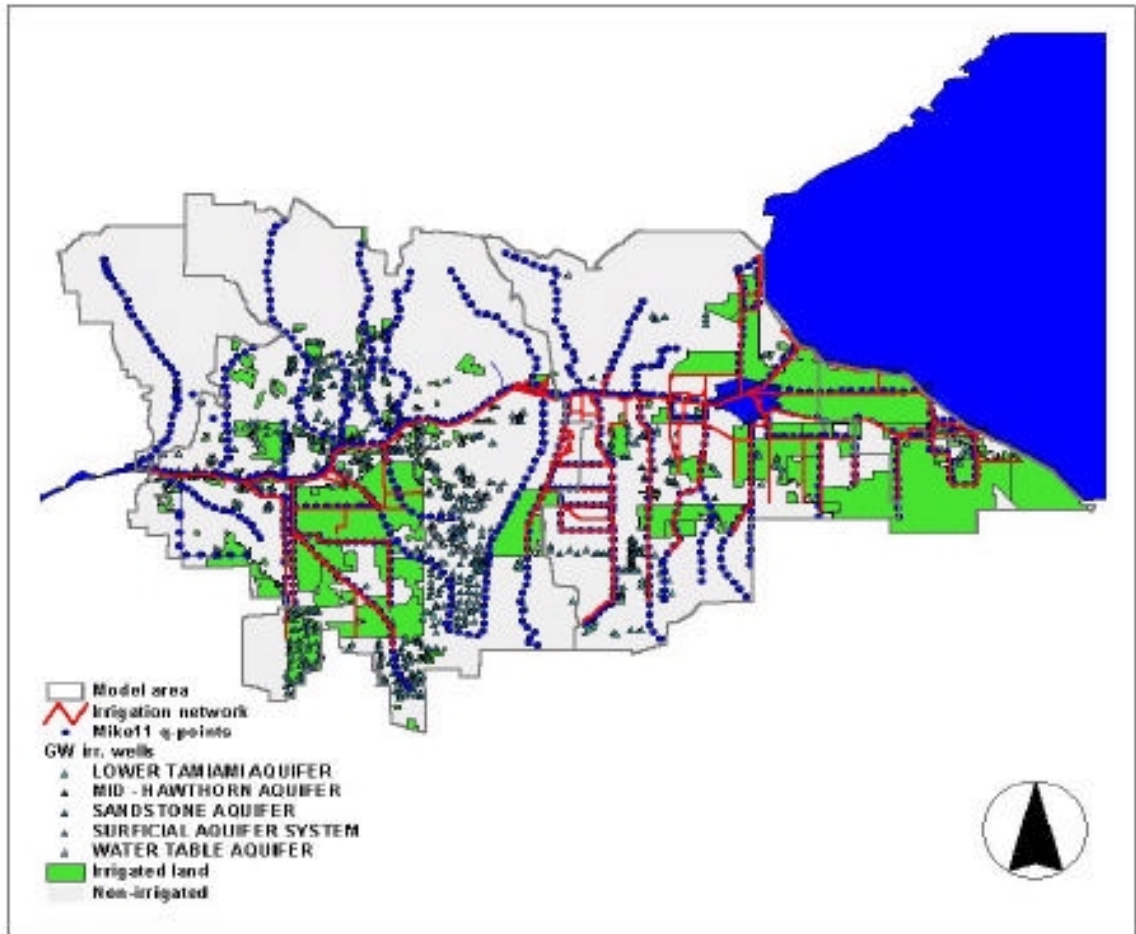 Model area
Irrigation network
Mike11 q-points
GW irr. wells
LOWER TAMIAMI AQUIFER
MID - HAWTHORN AQUIFER
SANDSTONE AQUIFER
SURFICIAL AQUIFER SYSTEM
WATER TABLE AQUIFER
Irrigated land
Non-irrigated